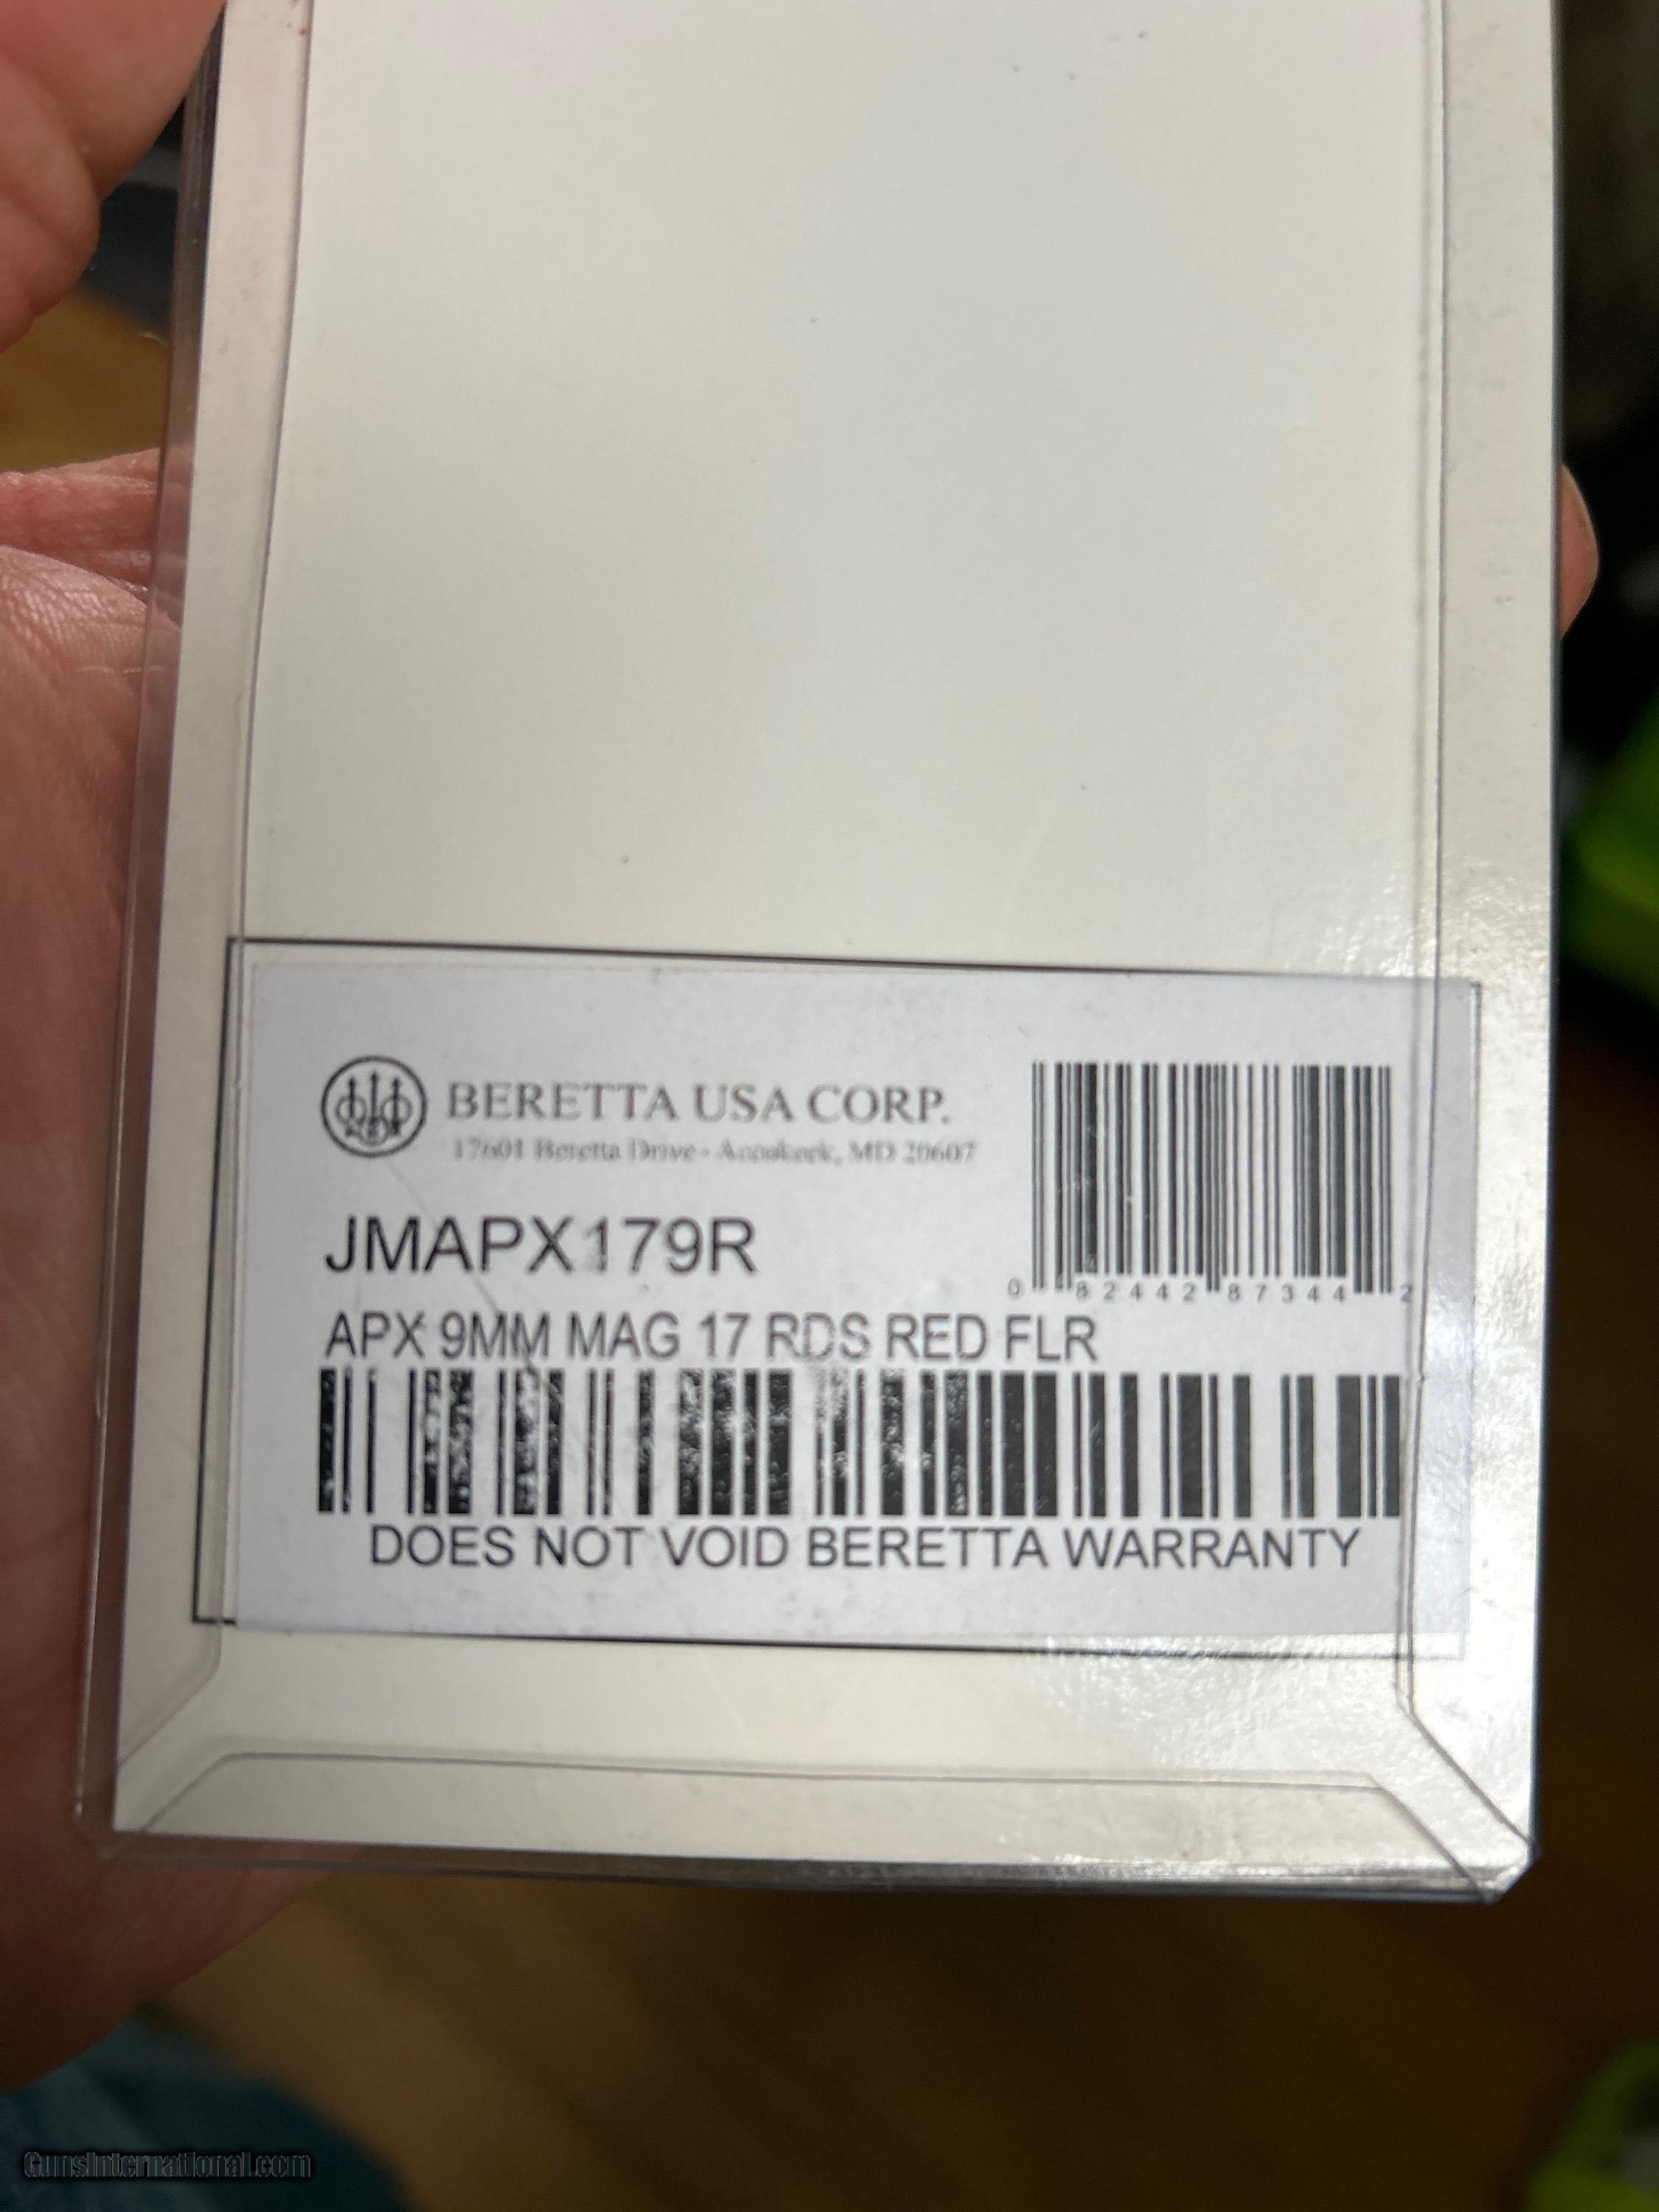 BERETTA USA CORP.
17601 Beretta Drive - Accokeek, MD 20607
JMAPX179R
0 82442 87344 2
APX 9MM MAG 17 RDS RED FLR
DOES NOT VOID BERETTA WARRANTY
GunsInternational.com